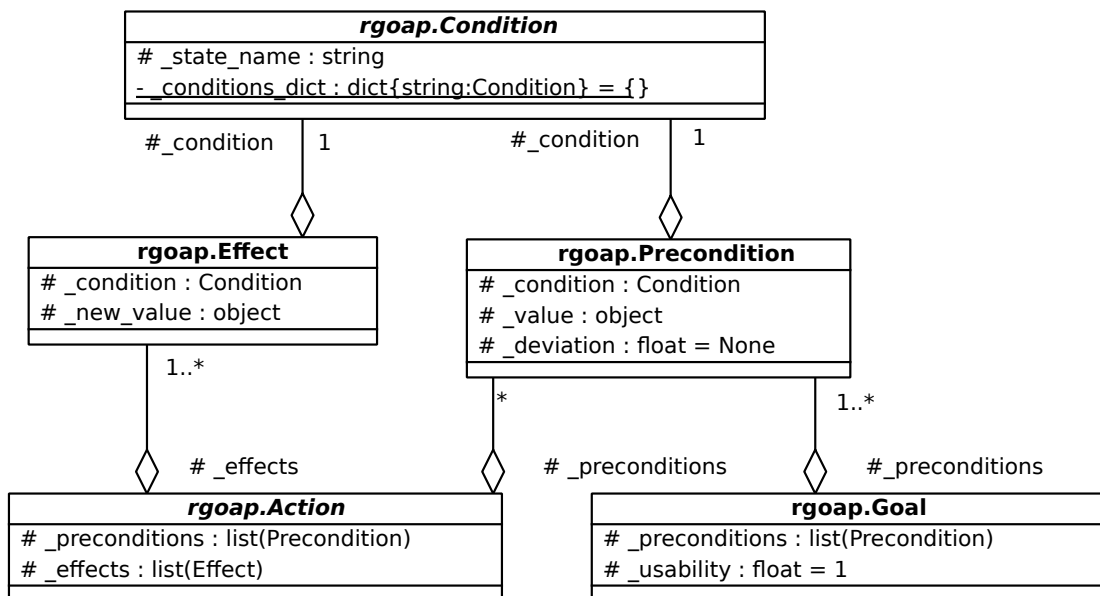 rgoap.Condition
# _state_name : string
- _conditions_dict : dict{string:Condition} = {}
#_condition 1
#_condition 1
rgoap.Effect
# _condition : Condition
# _new_value : object
rgoap.Precondition
# _condition : Condition
# _value : object
# _deviation : float = None
1..*
*
1..*
# _effects
# _preconditions
#_preconditions
rgoap.Action
# _preconditions : list(Precondition)
# _effects : list(Effect)
rgoap.Goal
# _preconditions : list(Precondition)
# _usability : float = 1